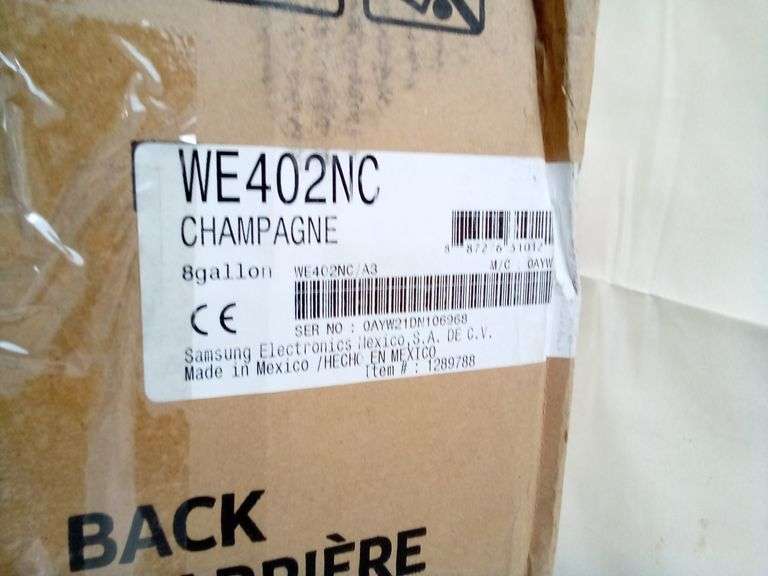 WE402NC
CHAMPAGNE
8gallon WE402NC/A3 M/C 0AYW
SER NO : 0AYW21DN106968
Samsung Electronics Mexico,S.A. DE C.V.
Made in Mexico /HECHO EN MEXICO
Item # : 1289788
BACK